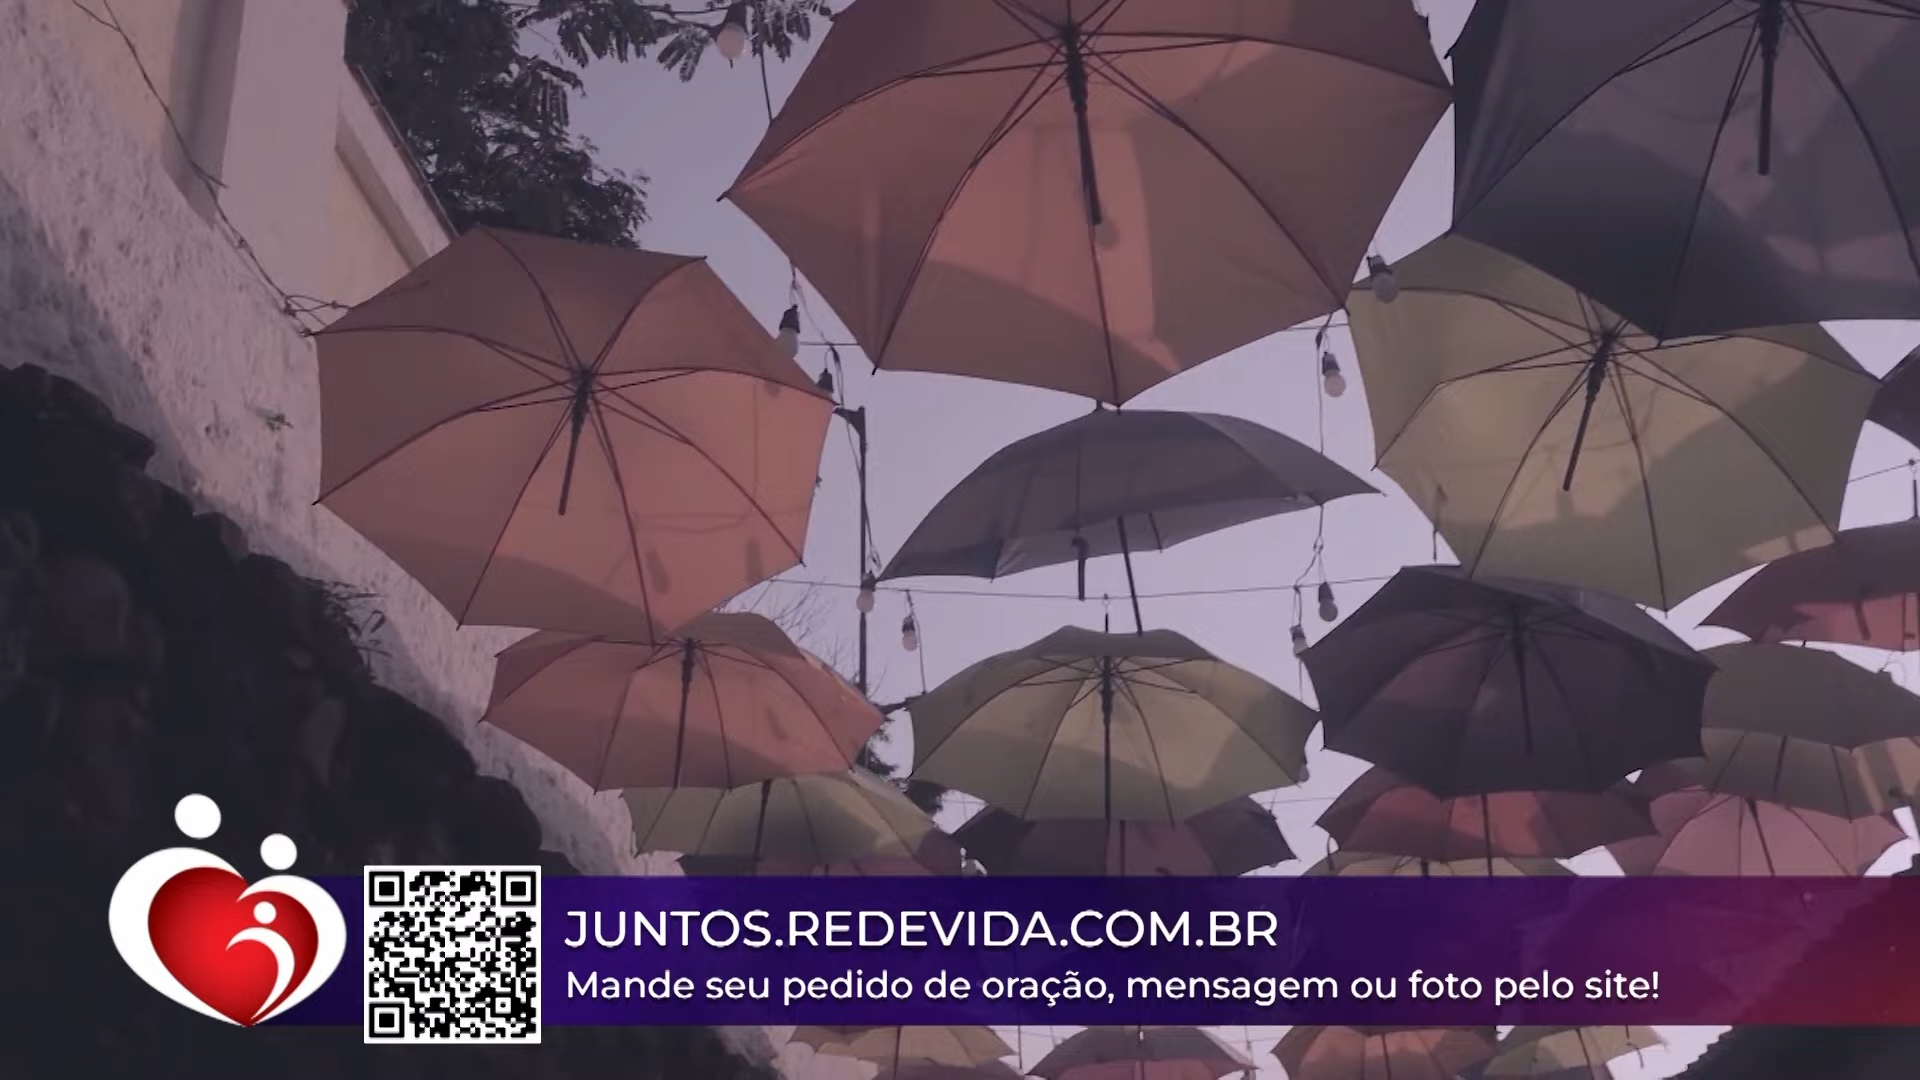 JUNTOS.REDEVIDA.COM.BR
Mande seu pedido de oração, mensagem ou foto pelo site!